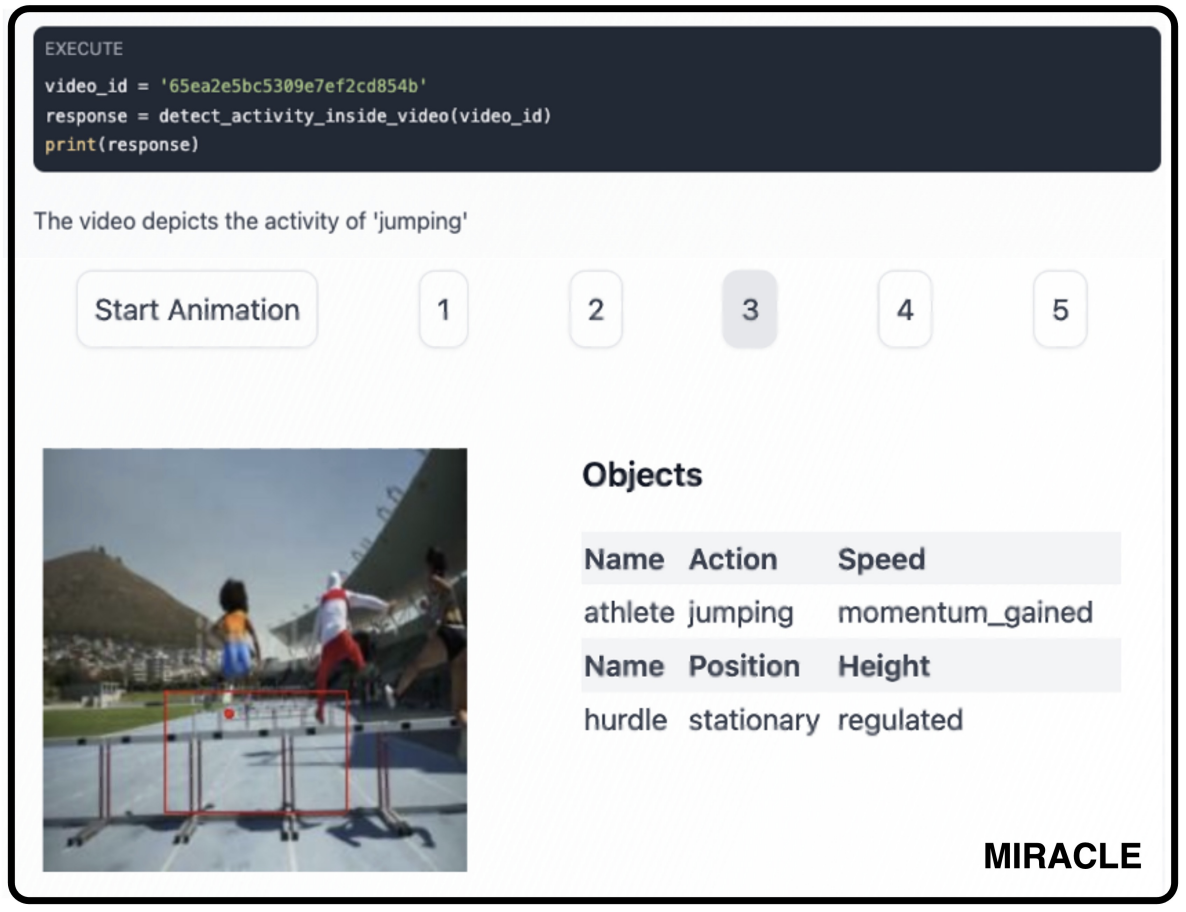 EXECUTE
video_id = '65ea2e5bc5309e7ef2cd854b'
response = detect_activity_inside_video(video_id)
print(response)
The video depicts the activity of 'jumping'
Start Animation 1 2 3 4 5
Objects
Name Action Speed
athlete jumping momentum_gained
Name Position Height
hurdle stationary regulated
MIRACLE